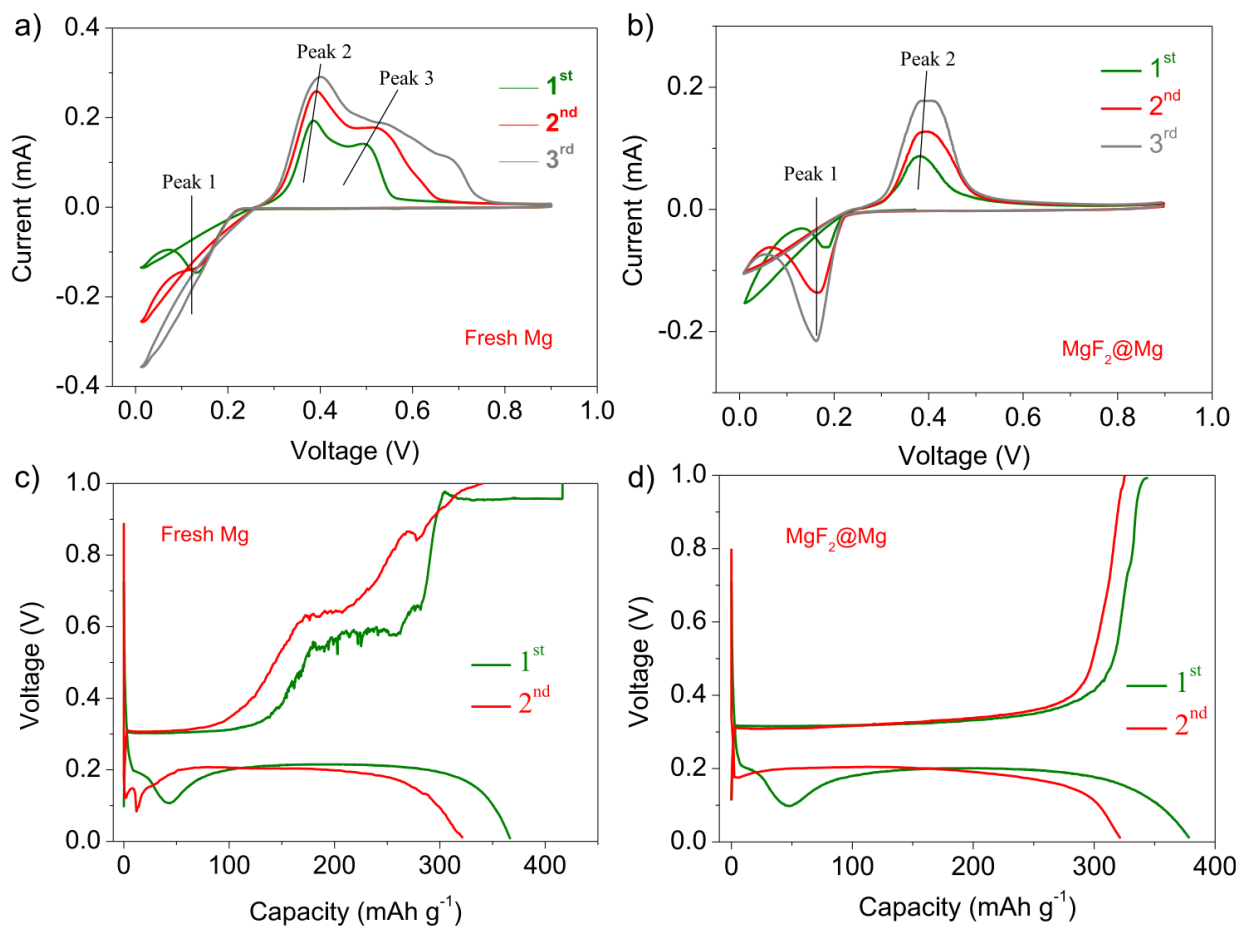 a)
Peak 2
Peak 3
Peak 1
1st
2nd
3rd
Fresh Mg
0.4
0.2
0.0
-0.2
-0.4
Current (mA)
0.0 0.2 0.4 0.6 0.8 1.0
Voltage (V)
b)
Peak 2
Peak 1
1st
2nd
3rd
MgF2@Mg
0.2
0.0
-0.2
Current (mA)
0.0 0.2 0.4 0.6 0.8 1.0
Voltage (V)
c)
Fresh Mg
1st
2nd
1.0
0.8
0.6
0.4
0.2
0.0
Voltage (V)
0 100 200 300 400
Capacity (mAh g-1)
d)
MgF2@Mg
1st
2nd
1.0
0.8
0.6
0.4
0.2
0.0
Voltage (V)
0 100 200 300 400
Capacity (mAh g-1)